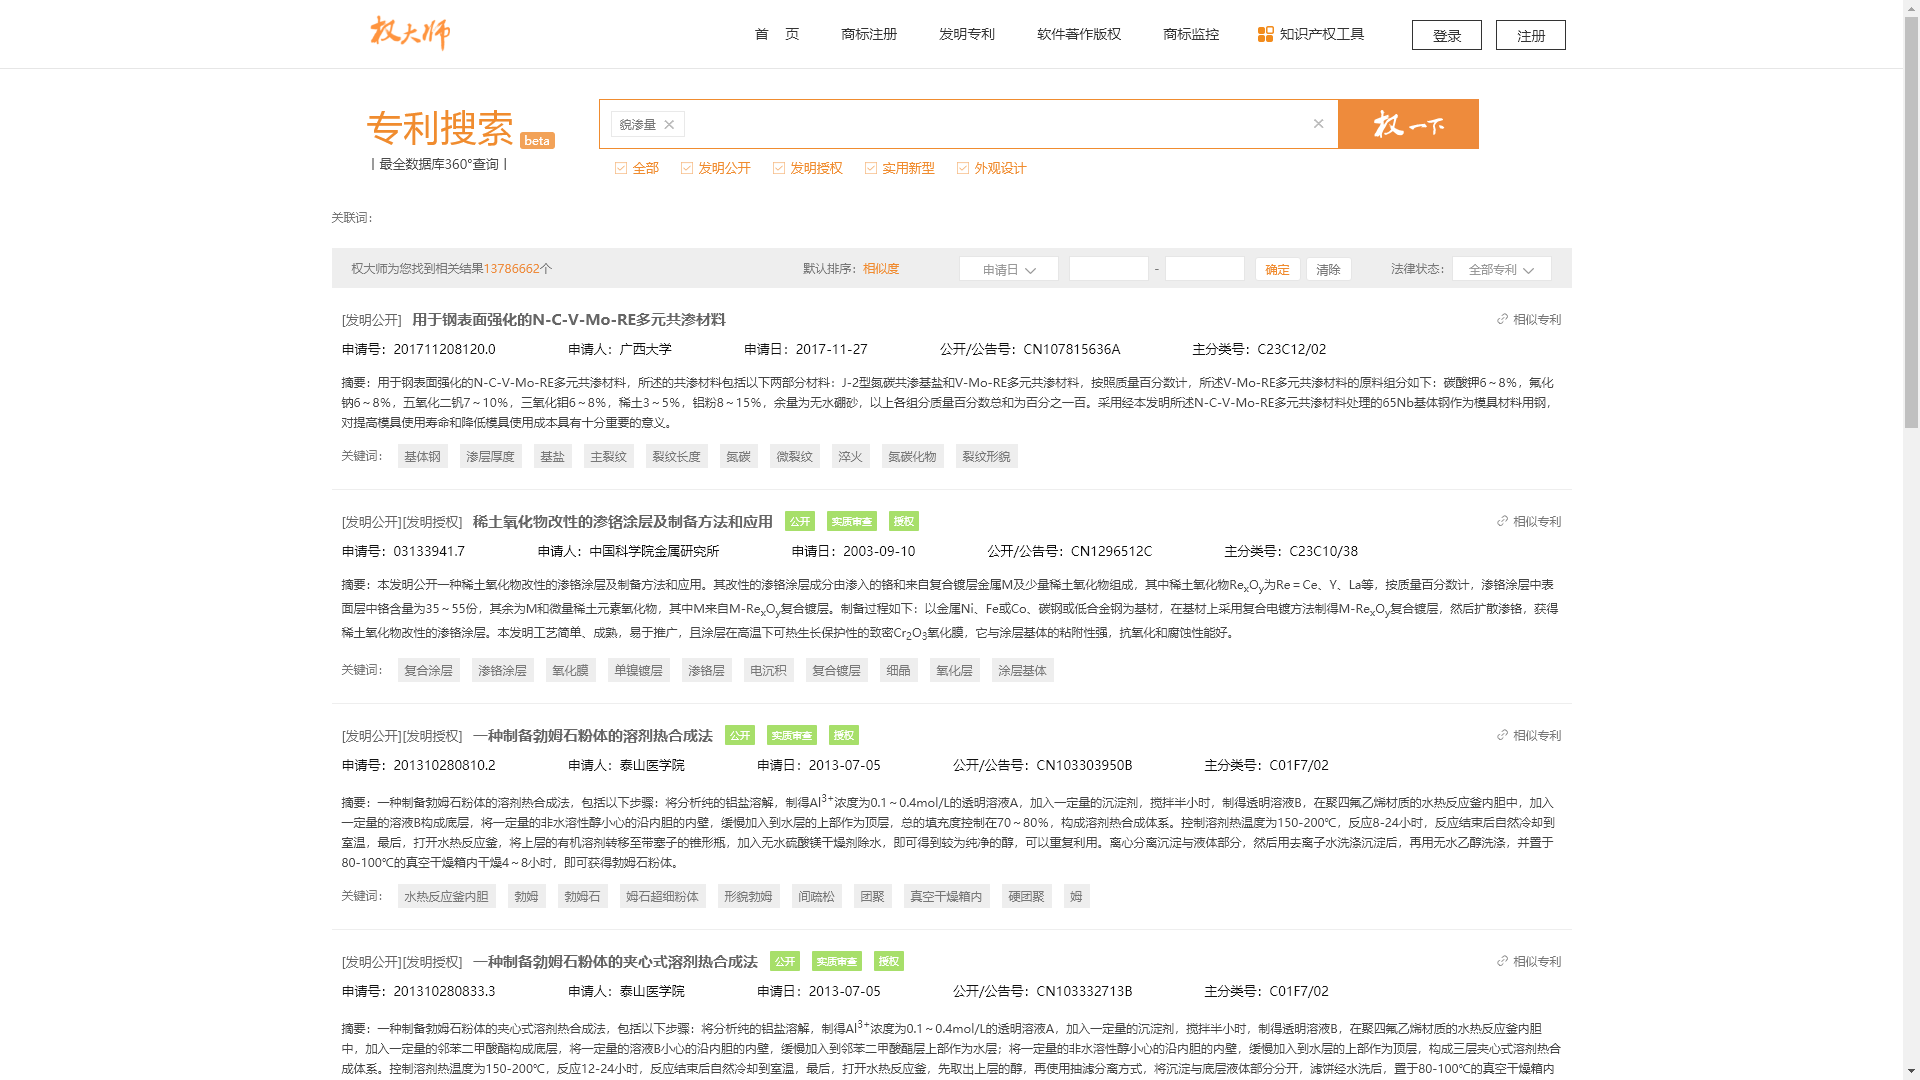 权大师
首 页 商标注册 发明专利 软件著作版权 商标监控 知识产权工具 登录 注册
专利搜索 beta
丨最全数据库360°查询丨
貌渗量 ✕ ✕ 权一下
全部 发明公开 发明授权 实用新型 外观设计
关联词:
权大师为您找到相关结果13786662个 默认排序: 相似度 申请日 - 确定 清除 法律状态: 全部专利
[发明公开] 用于钢表面强化的N-C-V-Mo-RE多元共渗材料 相似专利
申请号：201711208120.0 申请人：广西大学 申请日：2017-11-27 公开/公告号：CN107815636A 主分类号：C23C12/02
摘要：用于钢表面强化的N-C-V-Mo-RE多元共渗材料，所述的共渗材料包括以下两部分材料：J-2型氮碳共渗基盐和V-Mo-RE多元共渗材料，按照质量百分数计，所述V-Mo-RE多元共渗材料的原料组分如下：碳酸钾6～8%，氟化
钠6～8%，五氧化二钒7～10%，三氧化钼6～8%，稀土3～5%，铝粉8～15%，余量为无水硼砂，以上各组分质量百分数总和为百分之一百。采用经本发明所述N-C-V-Mo-RE多元共渗材料处理的65Nb基体钢作为模具材料用钢，
对提高模具使用寿命和降低模具使用成本具有十分重要的意义。
关键词: 基体钢 渗层厚度 基盐 主裂纹 裂纹长度 氮碳 微裂纹 淬火 氮碳化物 裂纹形貌
[发明公开][发明授权] 稀土氧化物改性的渗铬涂层及制备方法和应用 公开 实质审查 授权 相似专利
申请号：03133941.7 申请人：中国科学院金属研究所 申请日：2003-09-10 公开/公告号：CN1296512C 主分类号：C23C10/38
摘要：本发明公开一种稀土氧化物改性的渗铬涂层及制备方法和应用。其改性的渗铬涂层成分由渗入的铬和来自复合镀层金属M及少量稀土氧化物组成，其中稀土氧化物RexOy为Re＝Ce、Y、La等，按质量百分数计，渗铬涂层中表
面层中铬含量为35～55份，其余为M和微量稀土元素氧化物，其中M来自M-RexOy复合镀层。制备过程如下：以金属Ni、Fe或Co、碳钢或低合金钢为基材，在基材上采用复合电镀方法制得M-RexOy复合镀层，然后扩散渗铬，获得
稀土氧化物改性的渗铬涂层。本发明工艺简单、成熟，易于推广，且涂层在高温下可热生长保护性的致密Cr2O3氧化膜，它与涂层基体的粘附性强，抗氧化和腐蚀性能好。
关键词: 复合涂层 渗铬涂层 氧化膜 单镍镀层 渗铬层 电沉积 复合镀层 细晶 氧化层 涂层基体
[发明公开][发明授权] 一种制备勃姆石粉体的溶剂热合成法 公开 实质审查 授权 相似专利
申请号：201310280810.2 申请人：泰山医学院 申请日：2013-07-05 公开/公告号：CN103303950B 主分类号：C01F7/02
摘要：一种制备勃姆石粉体的溶剂热合成法，包括以下步骤：将分析纯的铝盐溶解，制得Al3+浓度为0.1～0.4mol/L的透明溶液A，加入一定量的沉淀剂，搅拌半小时，制得透明溶液B，在聚四氟乙烯材质的水热反应釜内胆中，加入
一定量的溶液B构成底层，将一定量的非水溶性醇小心的沿内胆的内壁，缓慢加入到水层的上部作为顶层，总的填充度控制在70～80%，构成溶剂热合成体系。控制溶剂热温度为150-200℃，反应8-24小时，反应结束后自然冷却到
室温，最后，打开水热反应釜，将上层的有机溶剂转移至带塞子的锥形瓶，加入无水硫酸镁干燥剂除水，即可得到较为纯净的醇，可以重复利用。离心分离沉淀与液体部分，然后用去离子水洗涤沉淀后，再用无水乙醇洗涤，并置于
80-100℃的真空干燥箱内干燥4～8小时，即可获得勃姆石粉体。
关键词: 水热反应釜内胆 勃姆 勃姆石 姆石超细粉体 形貌勃姆 间疏松 团聚 真空干燥箱内 硬团聚 姆
[发明公开][发明授权] 一种制备勃姆石粉体的夹心式溶剂热合成法 公开 实质审查 授权 相似专利
申请号：201310280833.3 申请人：泰山医学院 申请日：2013-07-05 公开/公告号：CN103332713B 主分类号：C01F7/02
摘要：一种制备勃姆石粉体的夹心式溶剂热合成法，包括以下步骤：将分析纯的铝盐溶解，制得Al3+浓度为0.1～0.4mol/L的透明溶液A，加入一定量的沉淀剂，搅拌半小时，制得透明溶液B，在聚四氟乙烯材质的水热反应釜内胆
中，加入一定量的邻苯二甲酸酯构成底层，将一定量的溶液B小心的沿内胆的内壁，缓慢加入到邻苯二甲酸酯层上部作为水层；将一定量的非水溶性醇小心的沿内胆的内壁，缓慢加入到水层的上部作为顶层，构成三层夹心式溶剂热合
成体系。控制溶剂热温度为150-200℃，反应12-24小时，反应结束后自然冷却到室温，最后，打开水热反应釜，先取出上层的醇，再使用抽滤分离方式，将沉淀与底层液体部分分开，滤饼经水洗后，置于80-100℃的真空干燥箱内